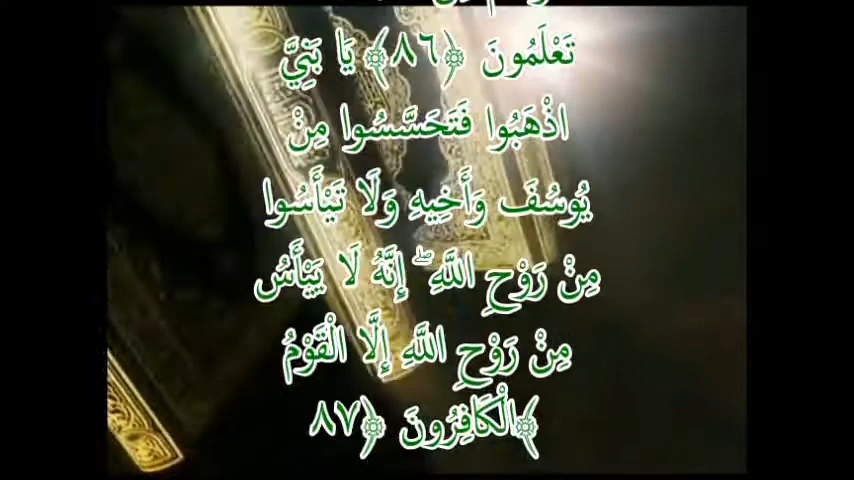 تَعْلَمُونَ ﴿٨٦﴾ يَا بَنِيَّ
اذْهَبُوا فَتَحَسَّسُوا مِنْ
يُوسُفَ وَأَخِيهِ وَلَا تَيْأَسُوا
مِنْ رَوْحِ اللَّهِ ۖ إِنَّهُ لَا يَيْأَسُ
مِنْ رَوْحِ اللَّهِ إِلَّا الْقَوْمُ
الْكَافِرُونَ ﴿٨٧﴾